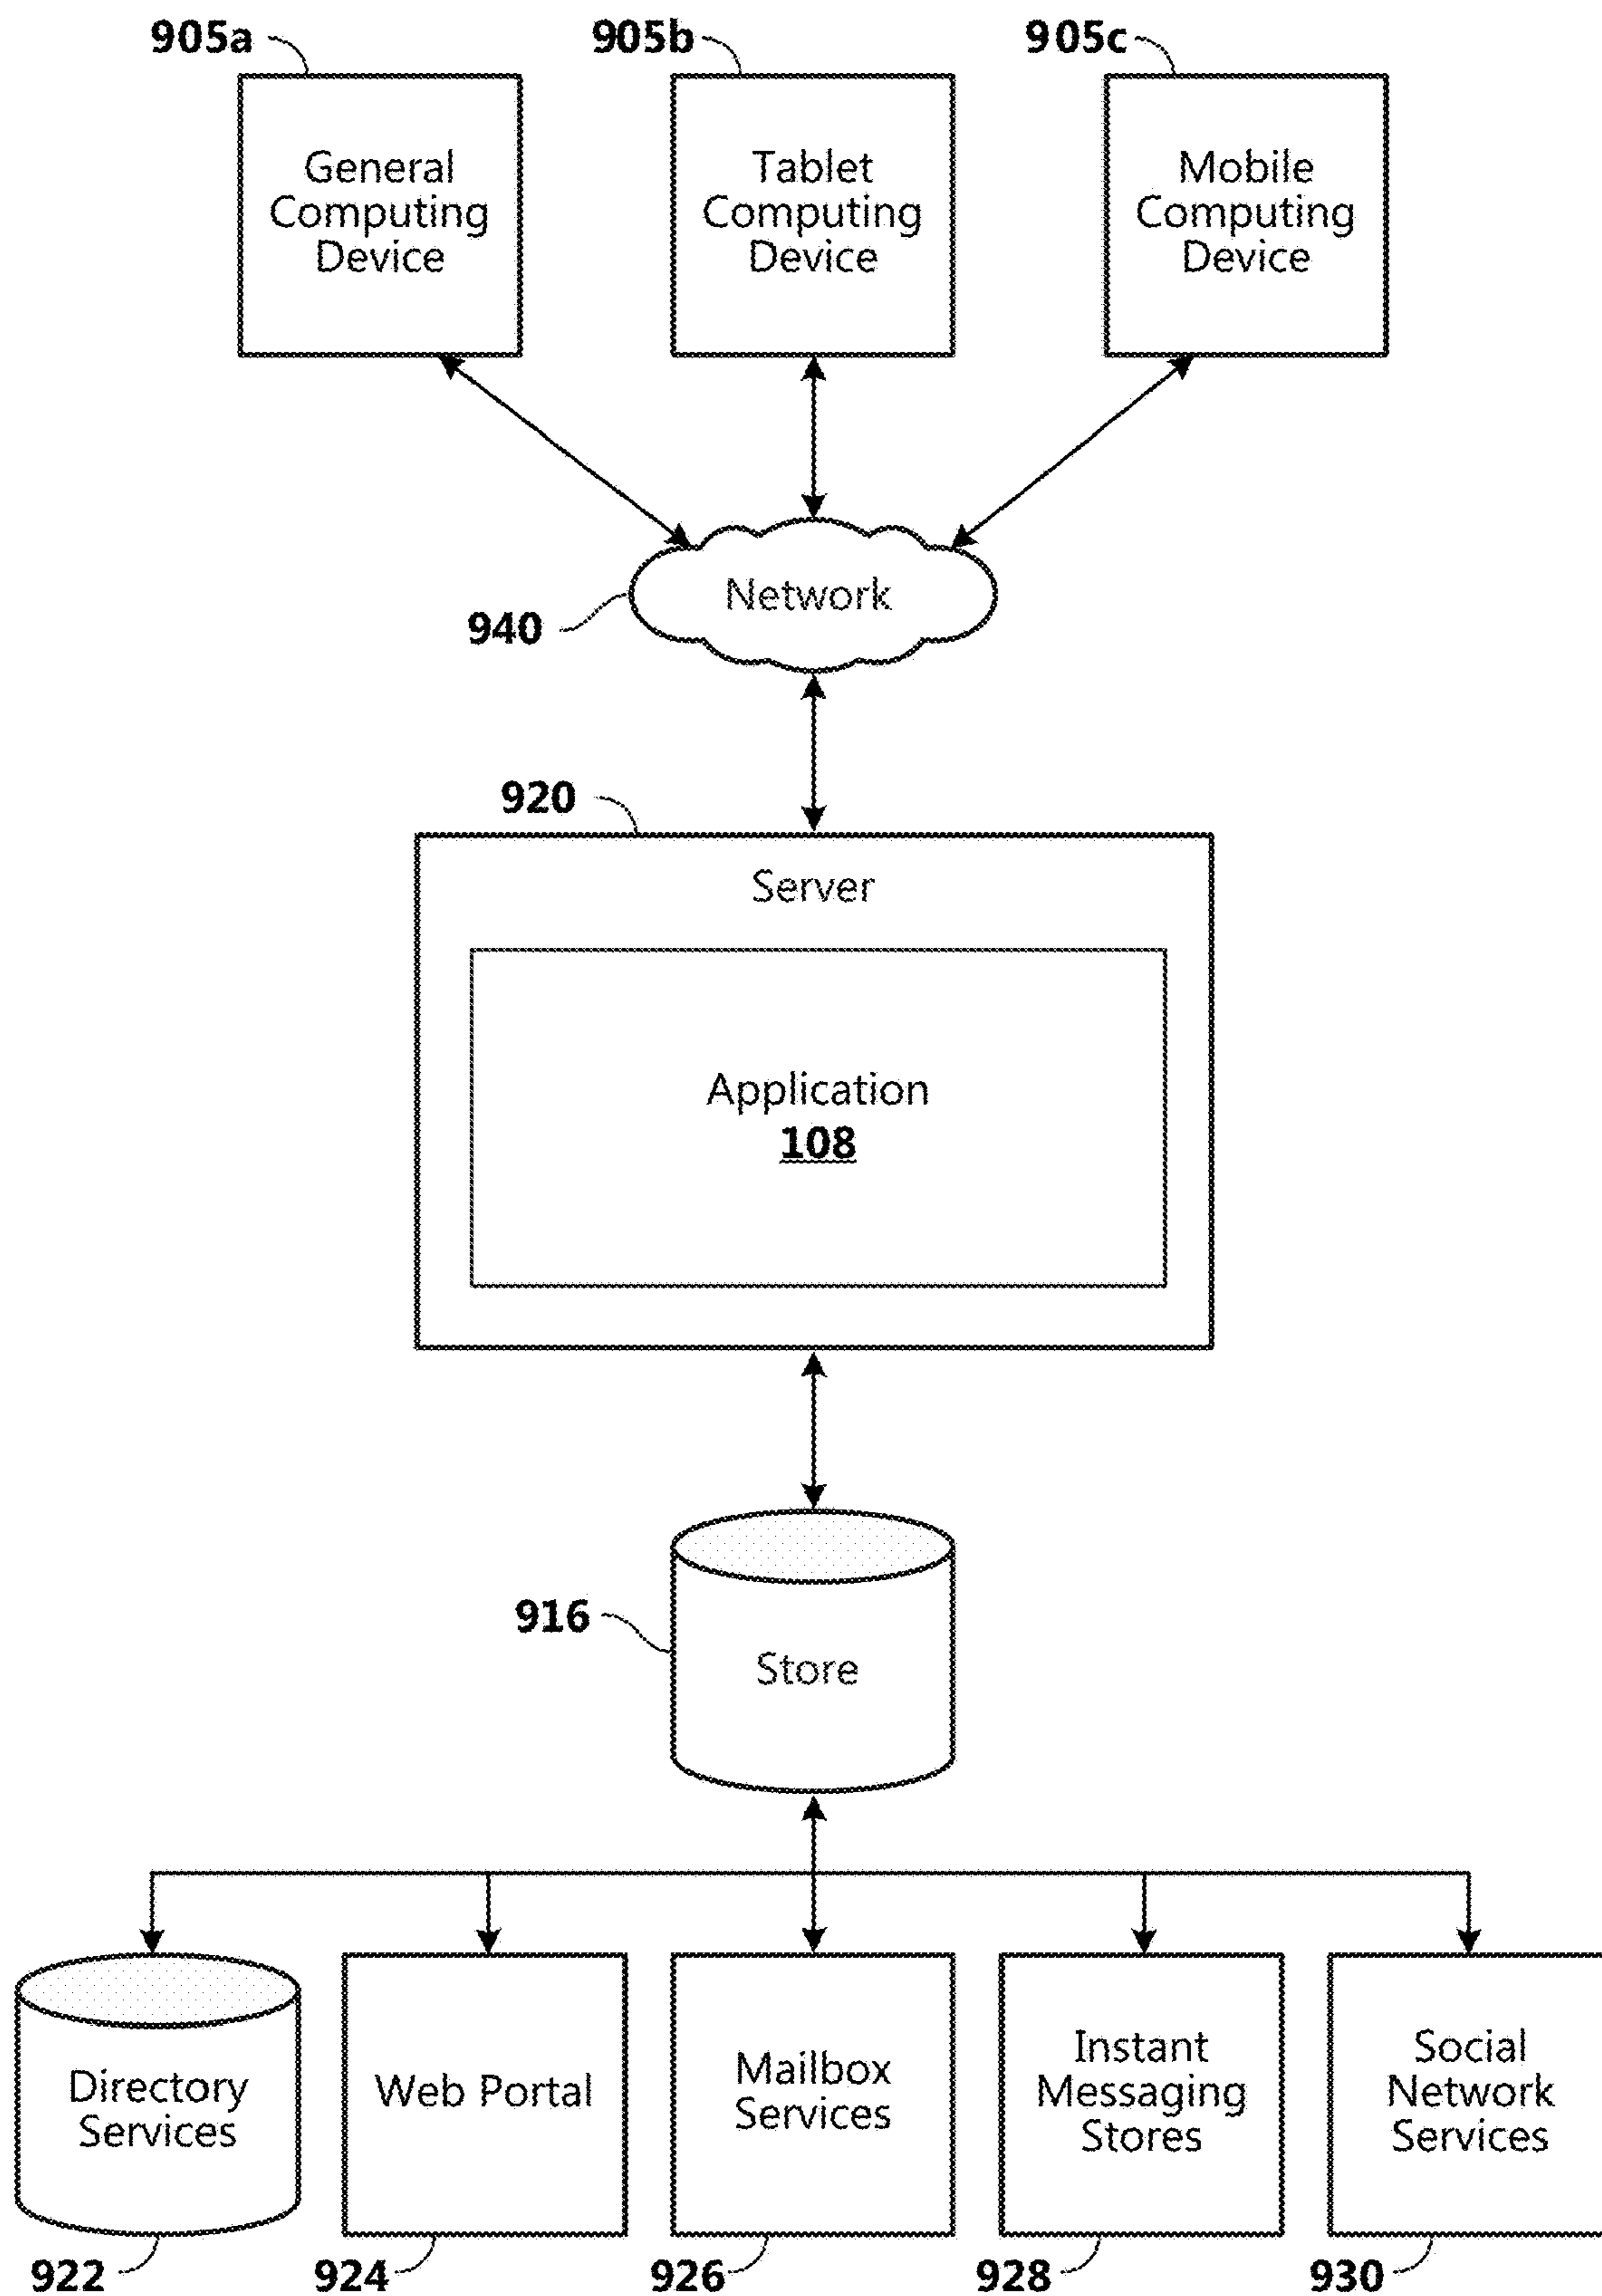 905a
905b
905c
General
Computing
Device
Tablet
Computing
Device
Mobile
Computing
Device
Network
940
920
Server
Application
108
916
Store
Directory
Services
Web Portal
Mailbox
Services
Instant
Messaging
Stores
Social
Network
Services
922
924
926
928
930